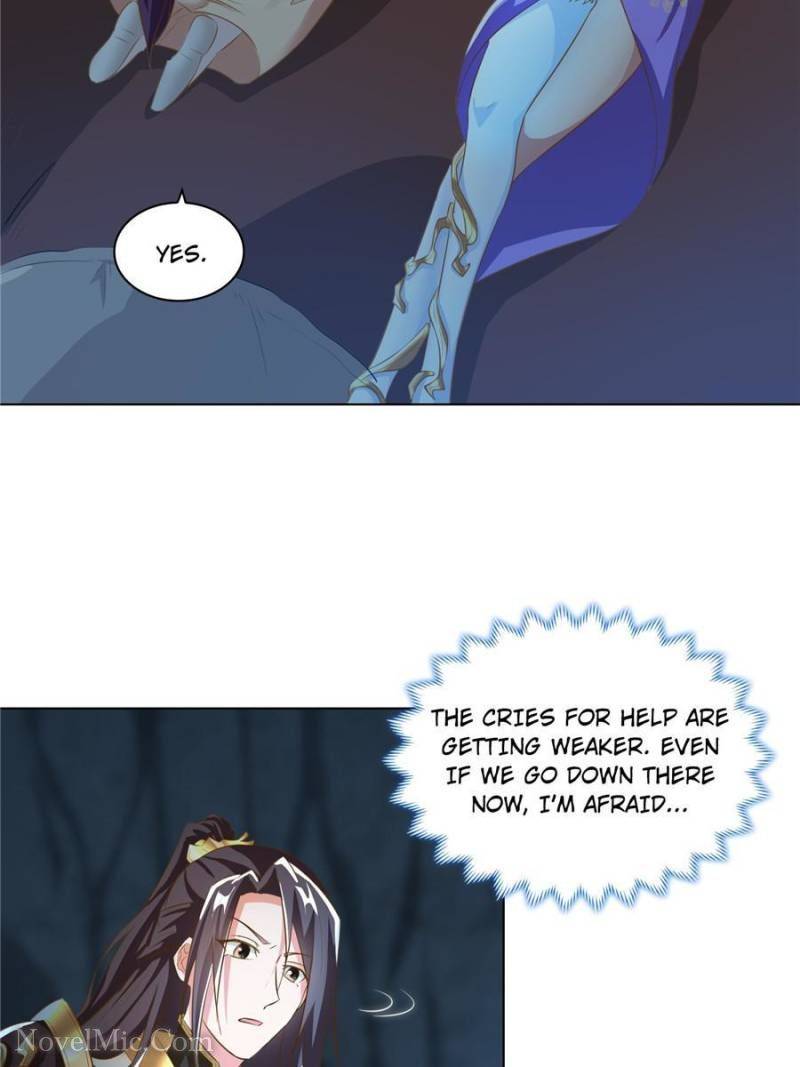 YES.
THE CRIES FOR HELP ARE
GETTING WEAKER. EVEN
IF WE GO DOWN THERE
NOW, I'M AFRAID...
NovelMic.Com